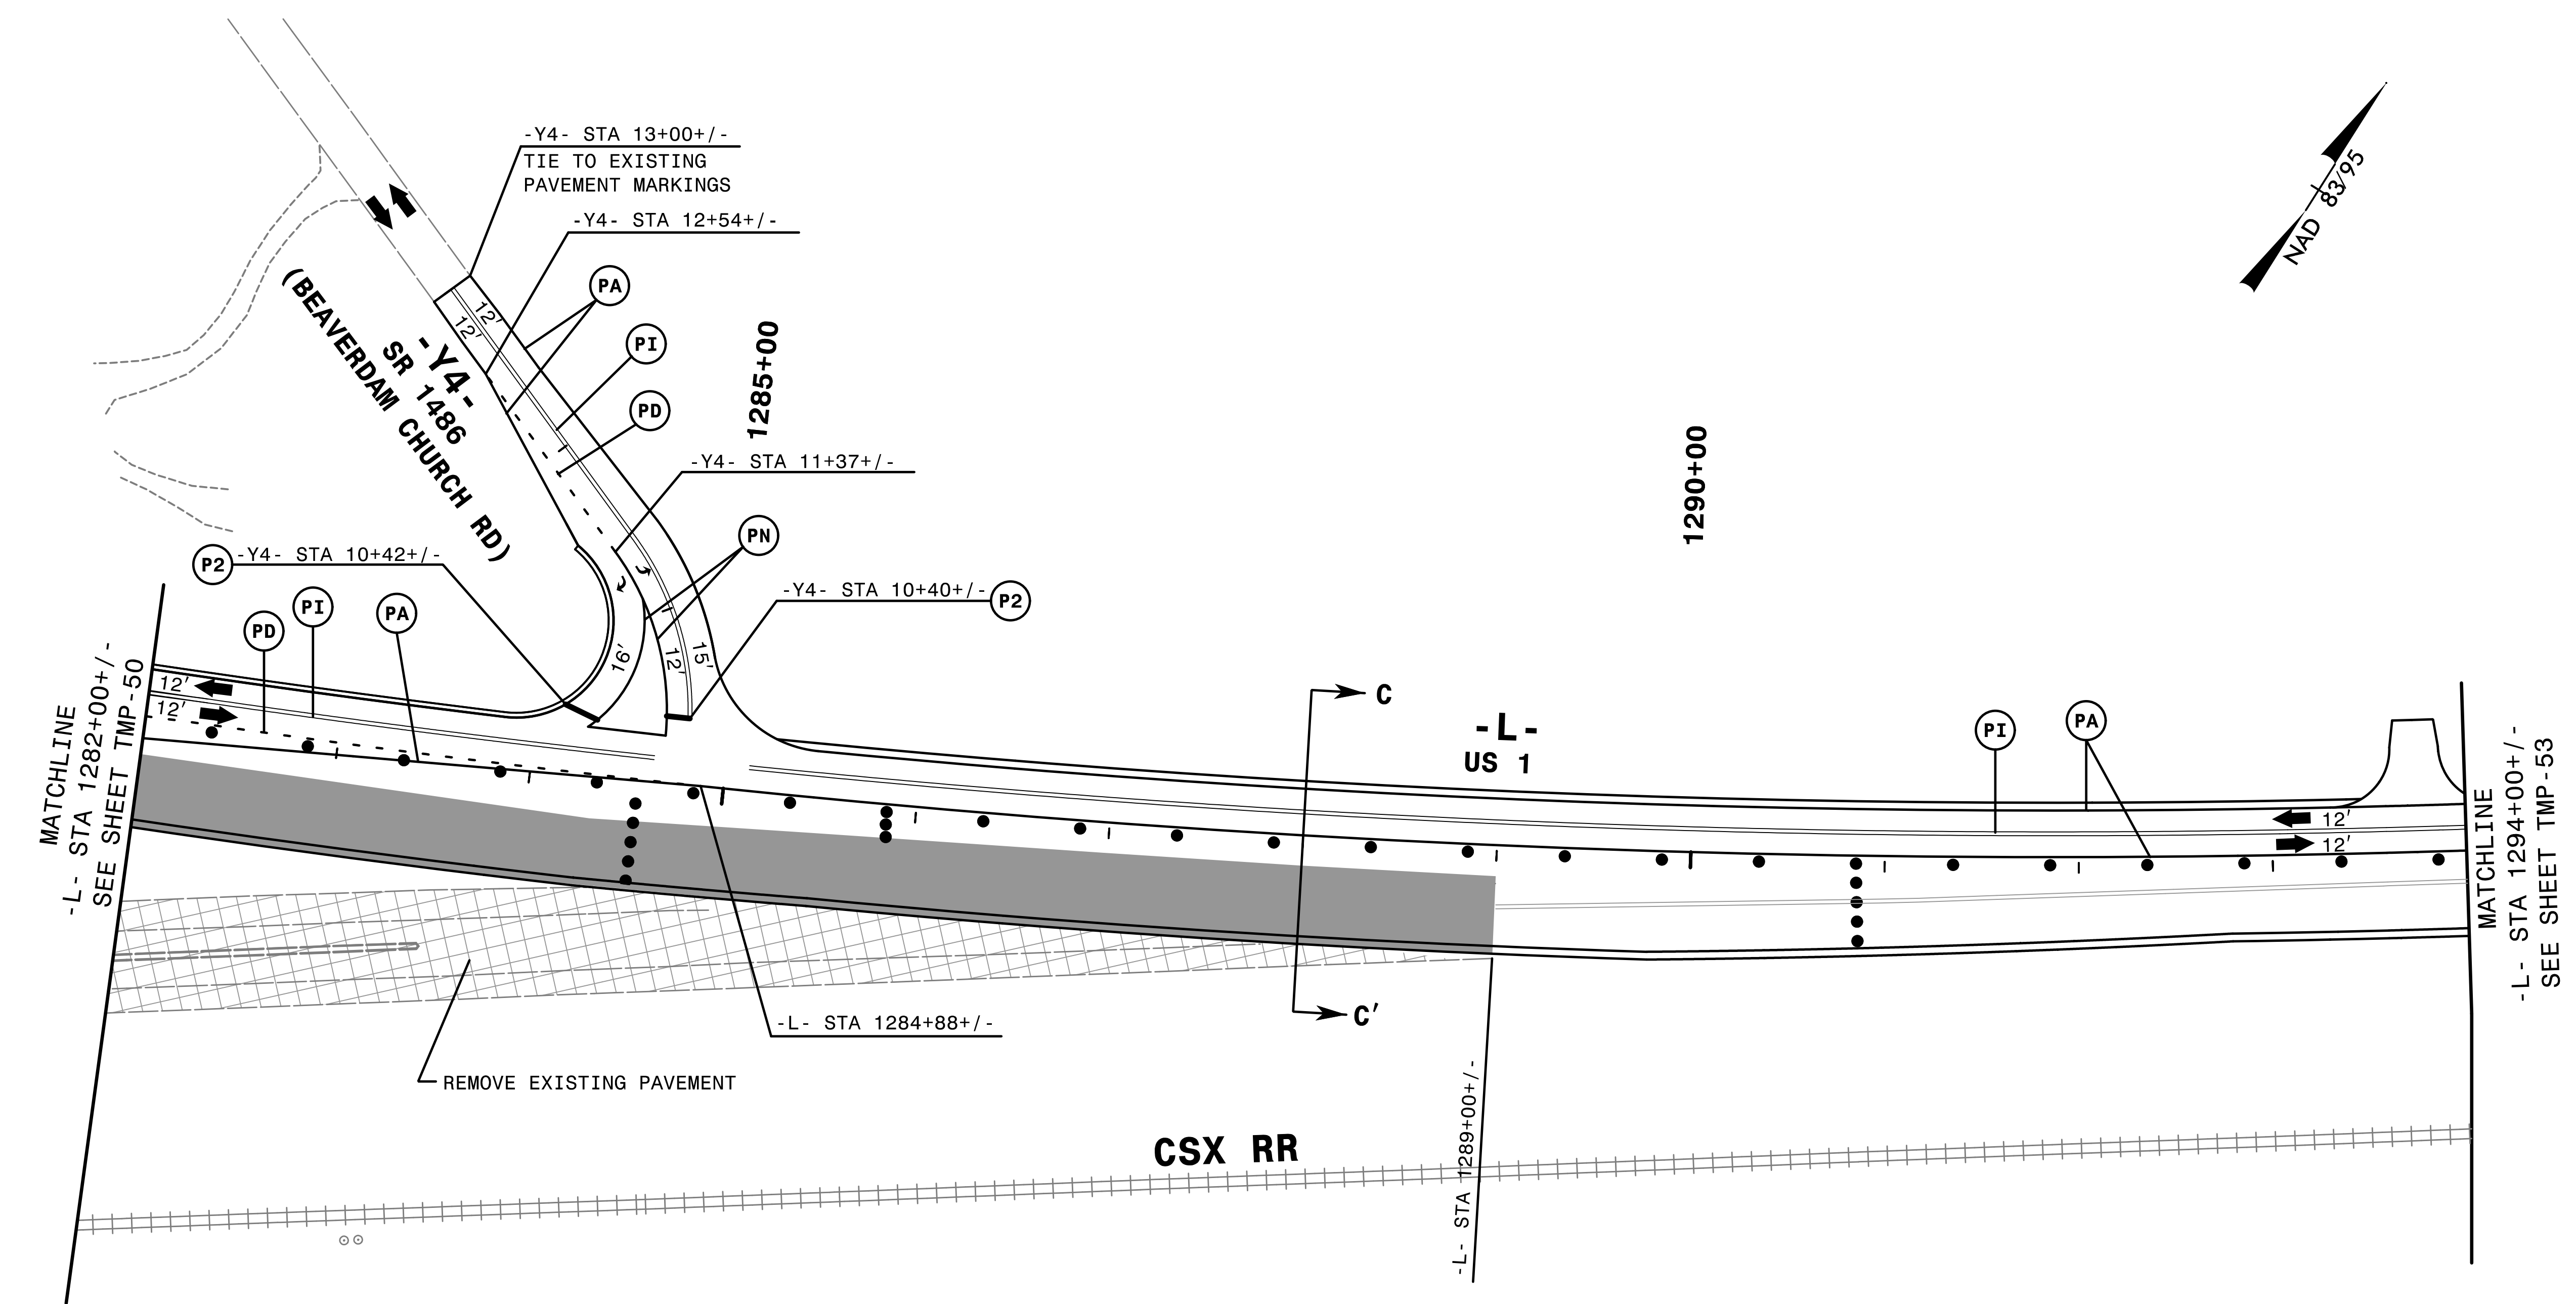 -Y4- STA 13+00+/-
TIE TO EXISTING
PAVEMENT MARKINGS
-Y4- STA 12+54+/-
NAD 83/95
PA
12'
12'
PI
PD
-Y4-
SR 1486
(BEAVERDAM CHURCH RD)
1285+00
-Y4- STA 11+37+/-
1290+00
PN
P2
-Y4- STA 10+42+/-
-Y4- STA 10+40+/-
P2
PD
PI
PA
16'
12'
15'
12'
12'
MATCHLINE
-L- STA 1282+00+/-
SEE SHEET TMP-50
C
-L-
US 1
PI
PA
12'
12'
MATCHLINE
-L- STA 1294+00+/-
SEE SHEET TMP-53
C'
-L- STA 1284+88+/-
REMOVE EXISTING PAVEMENT
CSX RR
-L- STA 1289+00+/-